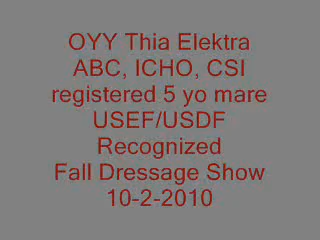 OYY Thia Elektra
ABC, ICHO, CSI
registered 5 yo mare
USEF/USDF
Recognized
Fall Dressage Show
10-2-2010